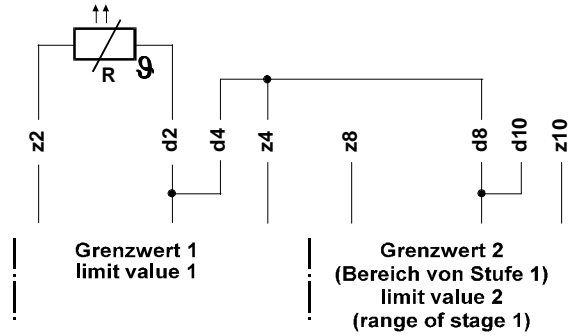 R ϑ
z2
d2
d4
z4
z8
d8
d10
z10
Grenzwert 1
limit value 1
Grenzwert 2
(Bereich von Stufe 1)
limit value 2
(range of stage 1)